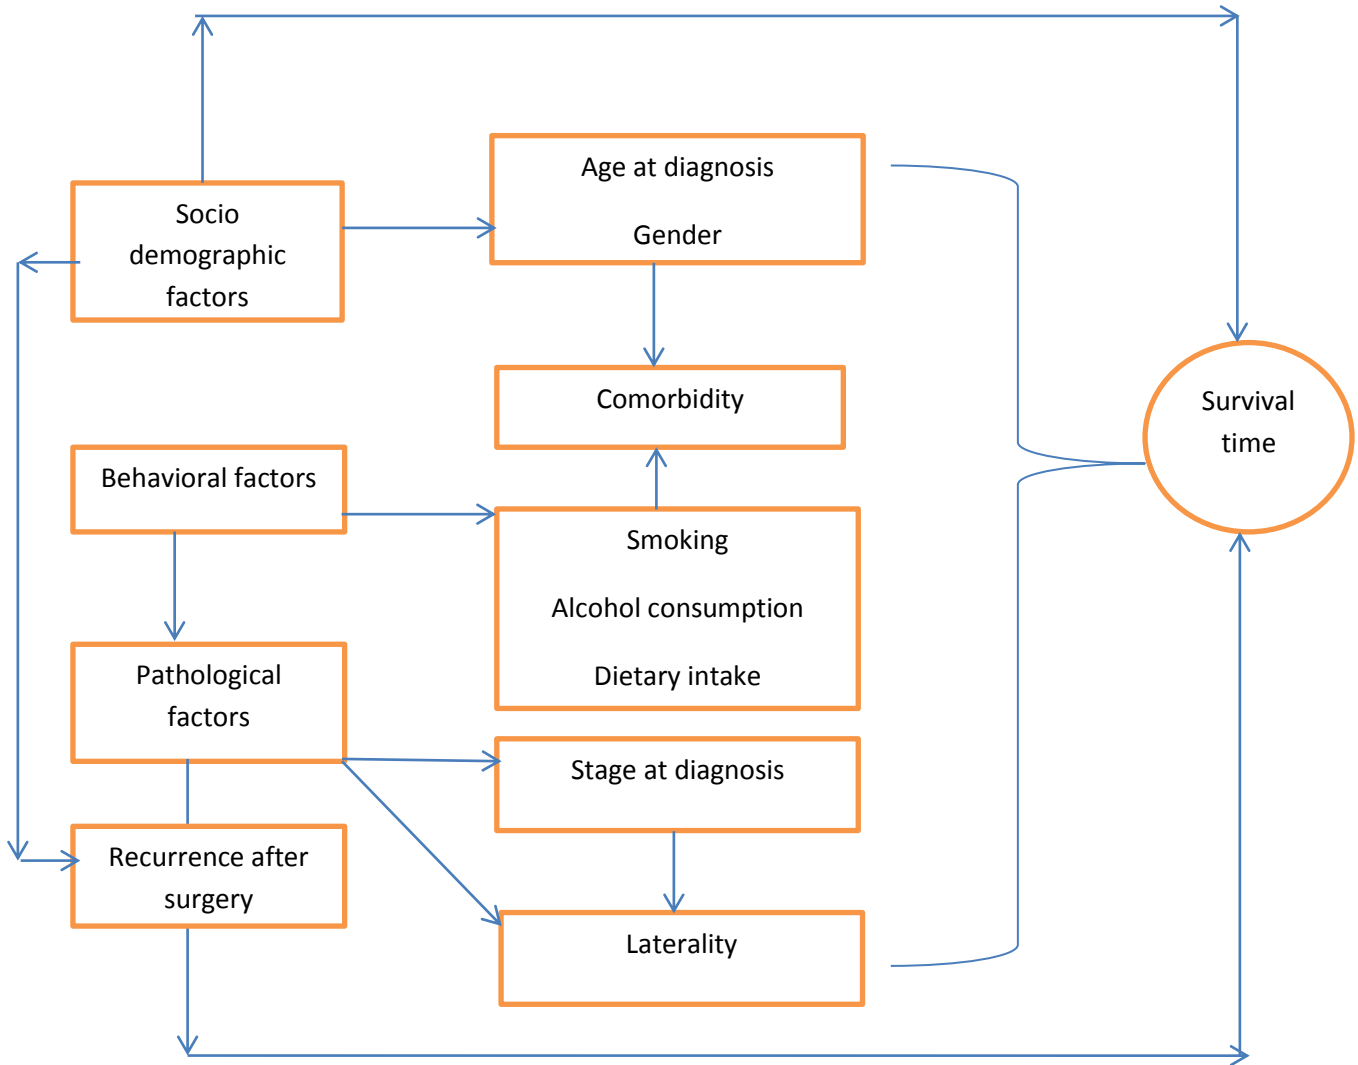 Socio
demographic
factors
Age at diagnosis
Gender
Comorbidity
Survival
time
Behavioral factors
Smoking
Alcohol consumption
Dietary intake
Pathological
factors
Stage at diagnosis
Recurrence after
surgery
Laterality